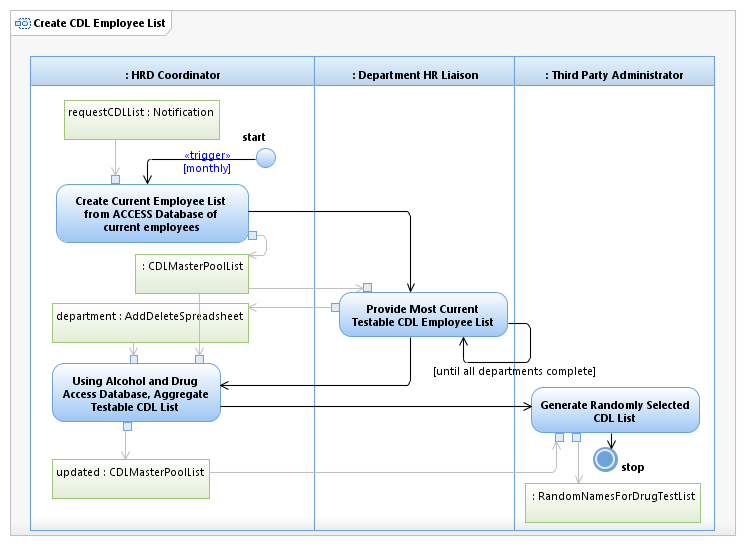 Create CDL Employee List
: HRD Coordinator
: Department HR Liaison
: Third Party Administrator
requestCDLList : Notification
start
«trigger»
[monthly]
Create Current Employee List
from ACCESS Database of
current employees
: CDLMasterPoolList
department : AddDeleteSpreadsheet
Provide Most Current
Testable CDL Employee List
[until all departments complete]
Using Alcohol and Drug
Access Database, Aggregate
Testable CDL List
Generate Randomly Selected
CDL List
stop
updated : CDLMasterPoolList
: RandomNamesForDrugTestList